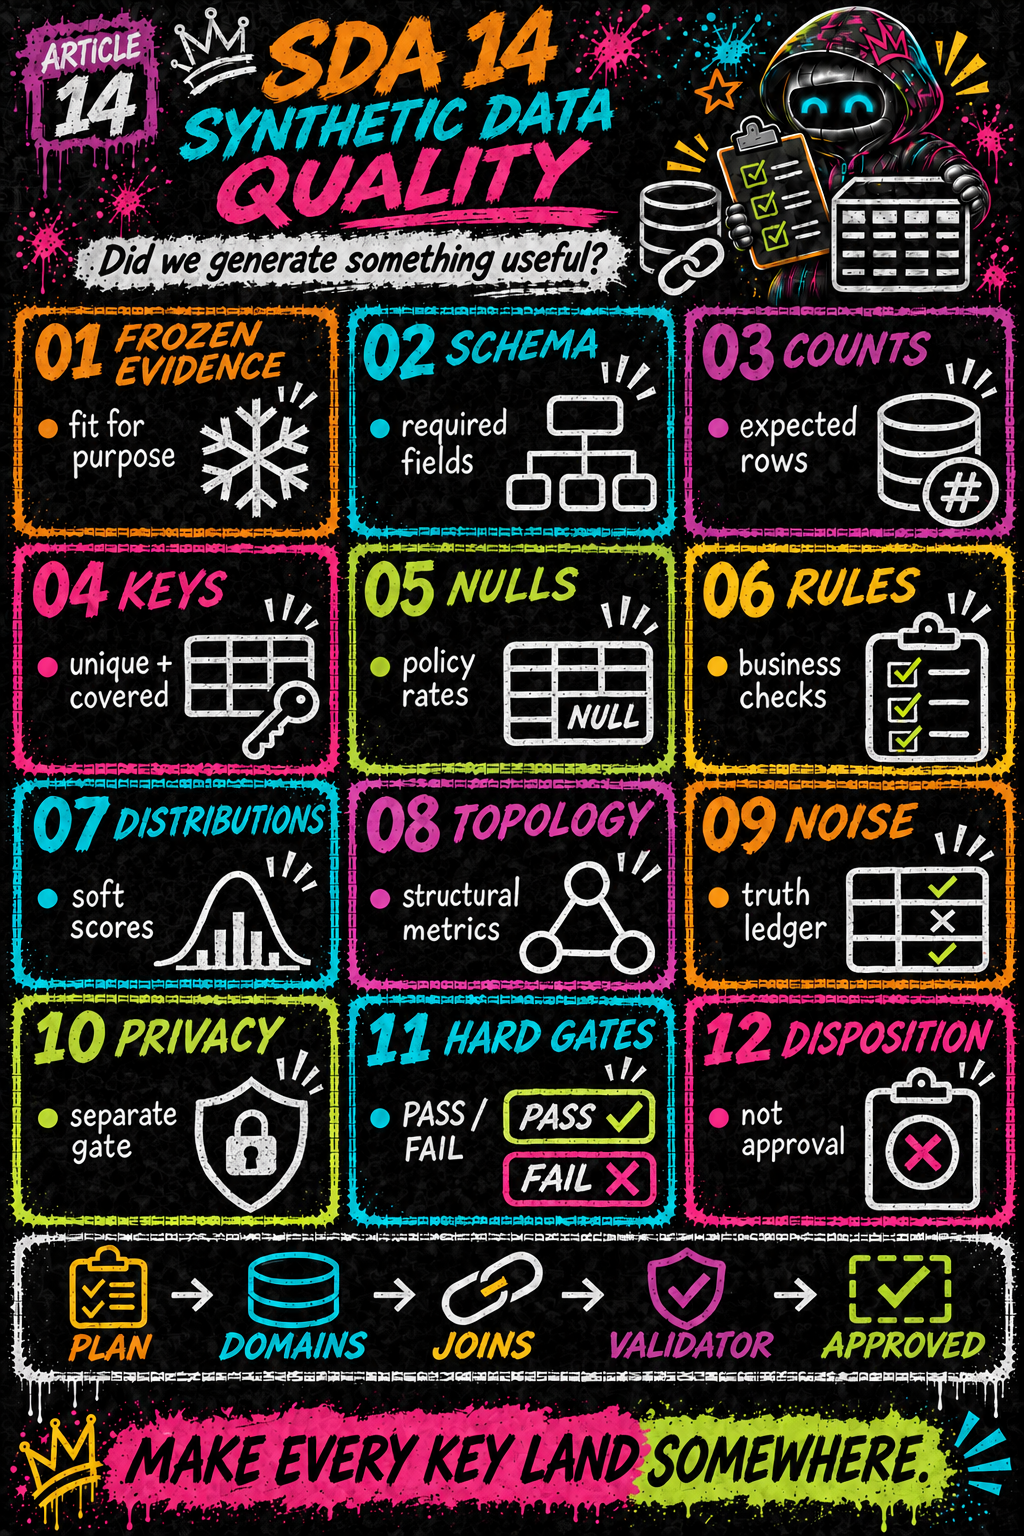 ARTICLE
14
SDA 14
SYNTHETIC DATA
QUALITY
Did we generate something useful?
01 FROZEN
EVIDENCE
fit for
purpose
02 SCHEMA
required
fields
03 COUNTS
expected
rows
#
04 KEYS
unique +
covered
05 NULLS
policy
rates
NULL
06 RULES
business
checks
07 DISTRIBUTIONS
soft
scores
08 TOPOLOGY
structural
metrics
09 NOISE
truth
ledger
10 PRIVACY
separate
gate
11 HARD GATES
PASS /
FAIL
PASS
FAIL
12 DISPOSITION
not
approval
PLAN
DOMAINS
JOINS
VALIDATOR
APPROVED
MAKE EVERY KEY LAND SOMEWHERE.